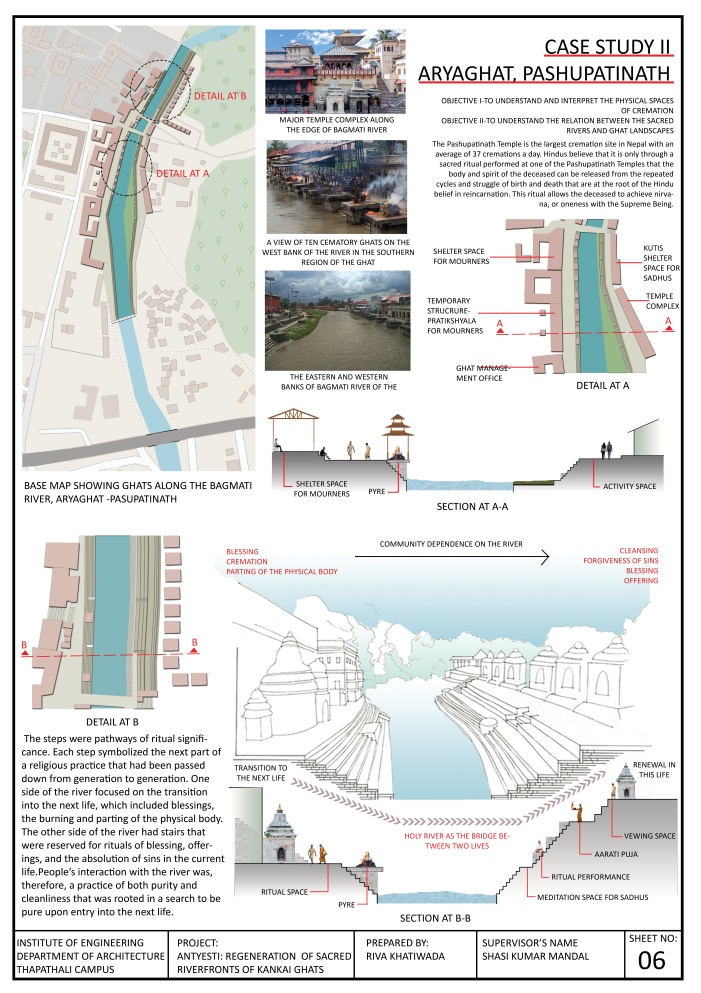 CASE STUDY II
ARYAGHAT, PASHUPATINATH
OBJECTIVE I-TO UNDERSTAND AND INTERPRET THE PHYSICAL SPACES
OF CREMATION
OBJECTIVE II-TO UNDERSTAND THE RELATION BETWEEN THE SACRED
RIVERS AND GHAT LANDSCAPES
The Pashupatinath Temple is the largest cremation site in Nepal with an
average of 37 cremations a day. Hindus believe that it is only through a
sacred ritual performed at one of the Pashupatinath Temples that the
body and spirit of the deceased can be released from the repeated
cycles and struggle of birth and death that are at the root of the Hindu
belief in reincarnation. This ritual allows the deceased to achieve nirva-
na, or oneness with the Supreme Being.
DETAIL AT B
DETAIL AT A
BASE MAP SHOWING GHATS ALONG THE BAGMATI
RIVER, ARYAGHAT -PASUPATINATH
MAJOR TEMPLE COMPLEX ALONG
THE EDGE OF BAGMATI RIVER
A VIEW OF TEN CEMATORY GHATS ON THE
WEST BANK OF THE RIVER IN THE SOUTHERN
REGION OF THE GHAT
THE EASTERN AND WESTERN
BANKS OF BAGMATI RIVER OF THE
SHELTER SPACE
FOR MOURNERS
KUTIS
SHELTER
SPACE FOR
SADHUS
TEMPORARY
STRUCRURE-
PRATIKSHYALA
FOR MOURNERS
TEMPLE
COMPLEX
A
A
GHAT MANAGE-
MENT OFFICE
DETAIL AT A
SHELTER SPACE
FOR MOURNERS
PYRE
ACTIVITY SPACE
SECTION AT A-A
B
B
DETAIL AT B
The steps were pathways of ritual signifi-
cance. Each step symbolized the next part of
a religious practice that had been passed
down from generation to generation. One
side of the river focused on the transition
into the next life, which included blessings,
the burning and parting of the physical body.
The other side of the river had stairs that
were reserved for rituals of blessing, offer-
ings, and the absolution of sins in the current
life.People's interaction with the river was,
therefore, a practice of both purity and
cleanliness that was rooted in a search to be
pure upon entry into the next life.
BLESSING
CREMATION
PARTING OF THE PHYSICAL BODY
COMMUNITY DEPENDENCE ON THE RIVER
CLEANSING
FORGIVENESS OF SINS
BLESSING
OFFERING
TRANSITION TO
THE NEXT LIFE
RENEWAL IN
THIS LIFE
HOLY RIVER AS THE BRIDGE BE-
TWEEN TWO LIVES
VEWING SPACE
AARATI PUJA
RITUAL PERFORMANCE
MEDITATION SPACE FOR SADHUS
RITUAL SPACE
PYRE
SECTION AT B-B
INSTITUTE OF ENGINEERING
DEPARTMENT OF ARCHITECTURE
THAPATHALI CAMPUS
PROJECT:
ANTYESTI: REGENERATION OF SACRED
RIVERFRONTS OF KANKAI GHATS
PREPARED BY:
RIVA KHATIWADA
SUPERVISOR'S NAME
SHASI KUMAR MANDAL
SHEET NO:
06